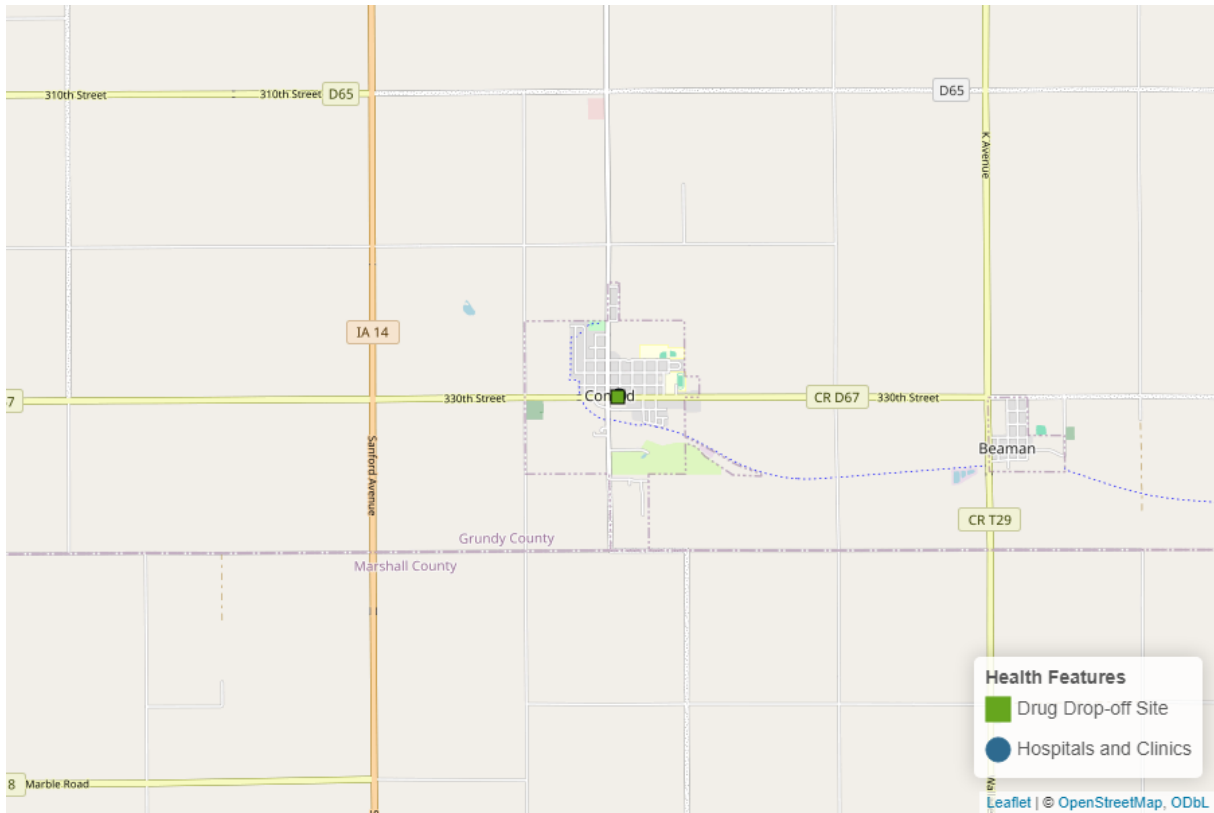 310th Street
310th Street
D65
D65
K Avenue
IA 14
7
330th Street
CR D67
330th Street
Beaman
Sanford Avenue
CR T29
Grundy County
Marshall County
Health Features
Drug Drop-off Site
Hospitals and Clinics
8
Marble Road
Leaflet | © OpenStreetMap, ODbL